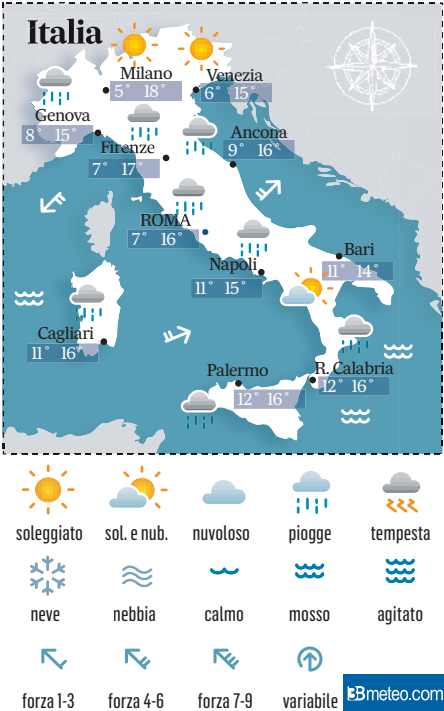 Italia
Milano
5° 18°
Venezia
6° 15°
Genova
8° 15°
Ancona
9° 16°
Firenze
7° 17°
ROMA
7° 16°
Bari
11° 14°
Napoli
11° 15°
Cagliari
11° 16°
Palermo
12° 16°
R. Calabria
12° 16°
soleggiato sol. e nub. nuvoloso piogge tempesta
neve nebbia calmo mosso agitato
forza 1-3 forza 4-6 forza 7-9 variabile
3Bmeteo.com